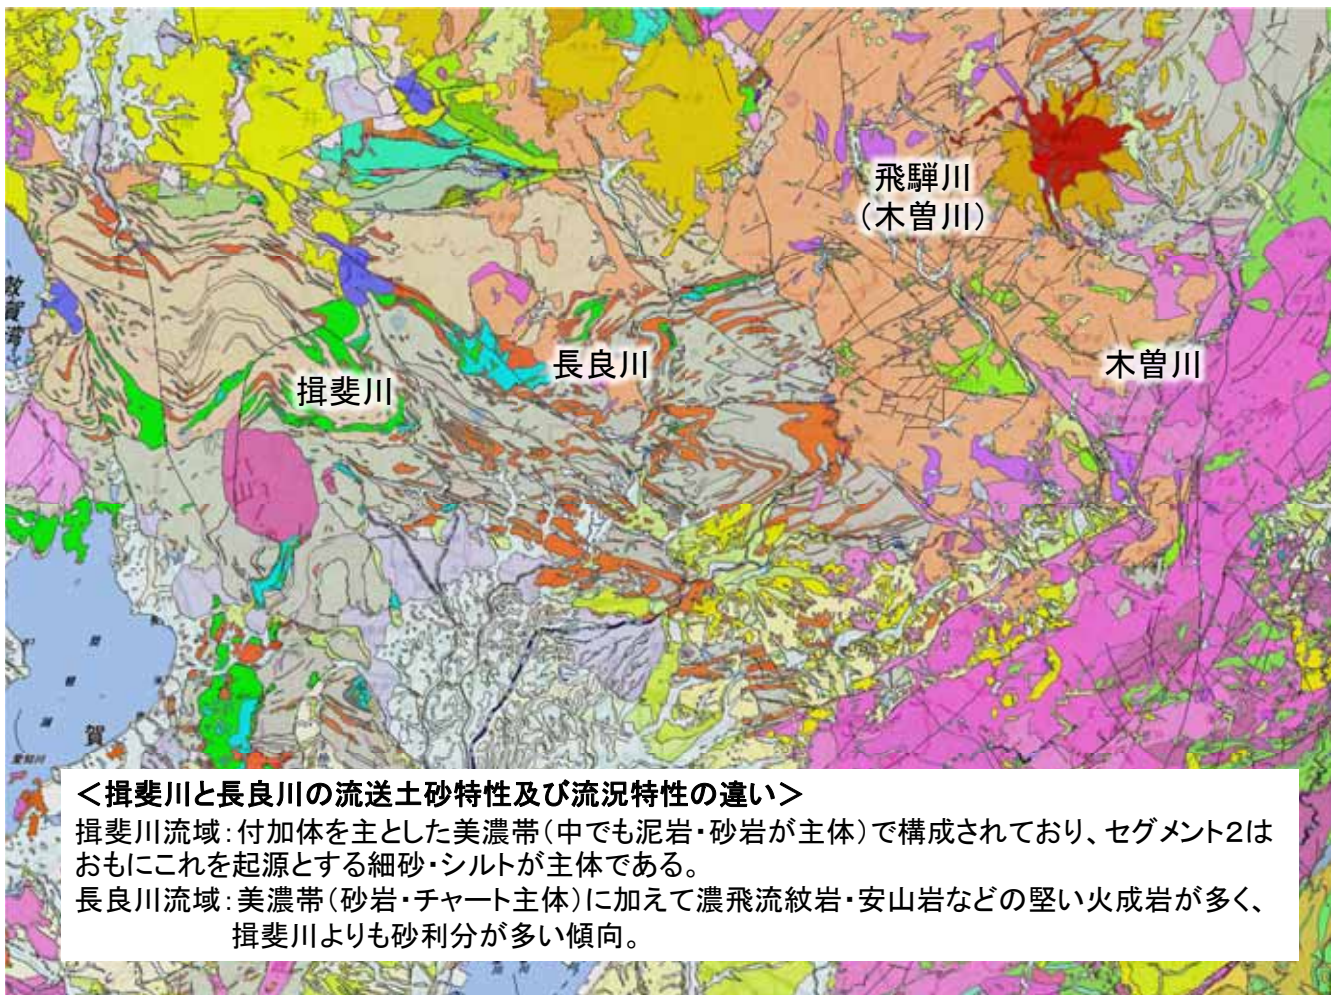 飛騨川
(木曽川)
木曽川
長良川
揖斐川
敦賀湾
賀
愛知川
<揖斐川と長良川の流送土砂特性及び流況特性の違い>
揖斐川流域:付加体を主とした美濃帯(中でも泥岩・砂岩が主体)で構成されており、セグメント2は
おもにこれを起源とする細砂・シルトが主体である。
長良川流域:美濃帯(砂岩・チャート主体)に加えて濃飛流紋岩・安山岩などの堅い火成岩が多く、
揖斐川よりも砂利分が多い傾向。